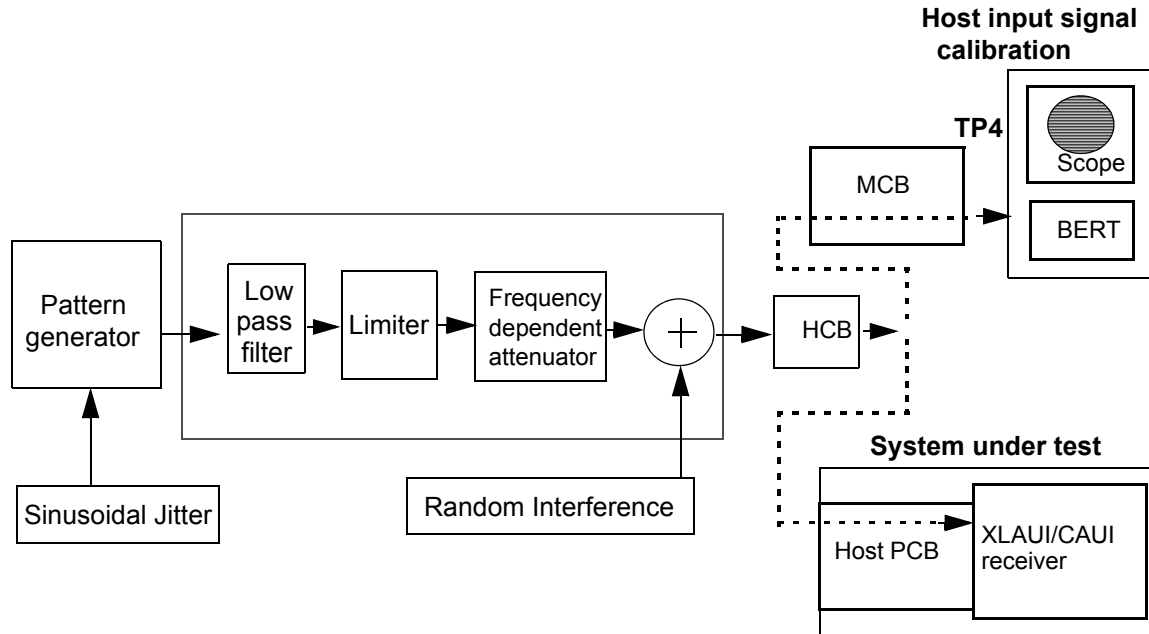 Host input signal
calibration
TP4
Scope
MCB
BERT
Pattern
generator
Low
pass
filter
Limiter
Frequency
dependent
attenuator
+
HCB
Sinusoidal Jitter
Random Interference
System under test
Host PCB
XLAUI/CAUI
receiver